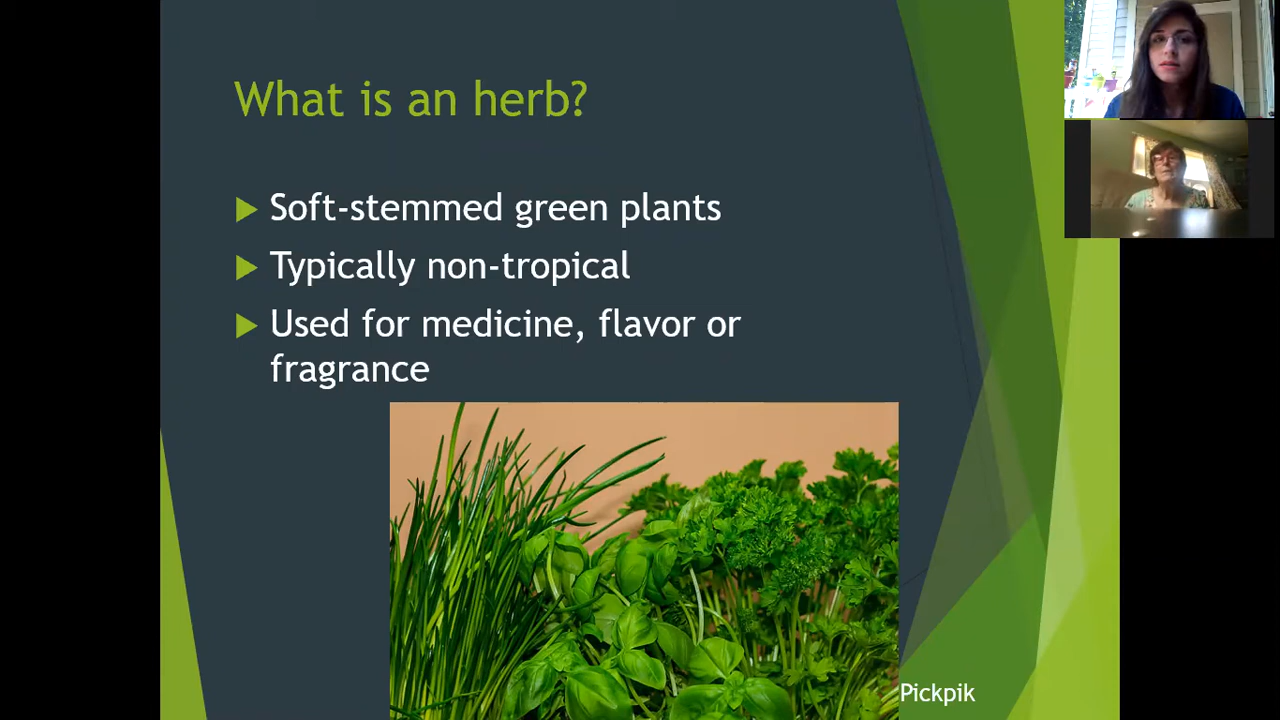 What is an herb?
Soft-stemmed green plants
Typically non-tropical
Used for medicine, flavor or
fragrance
Pickpik